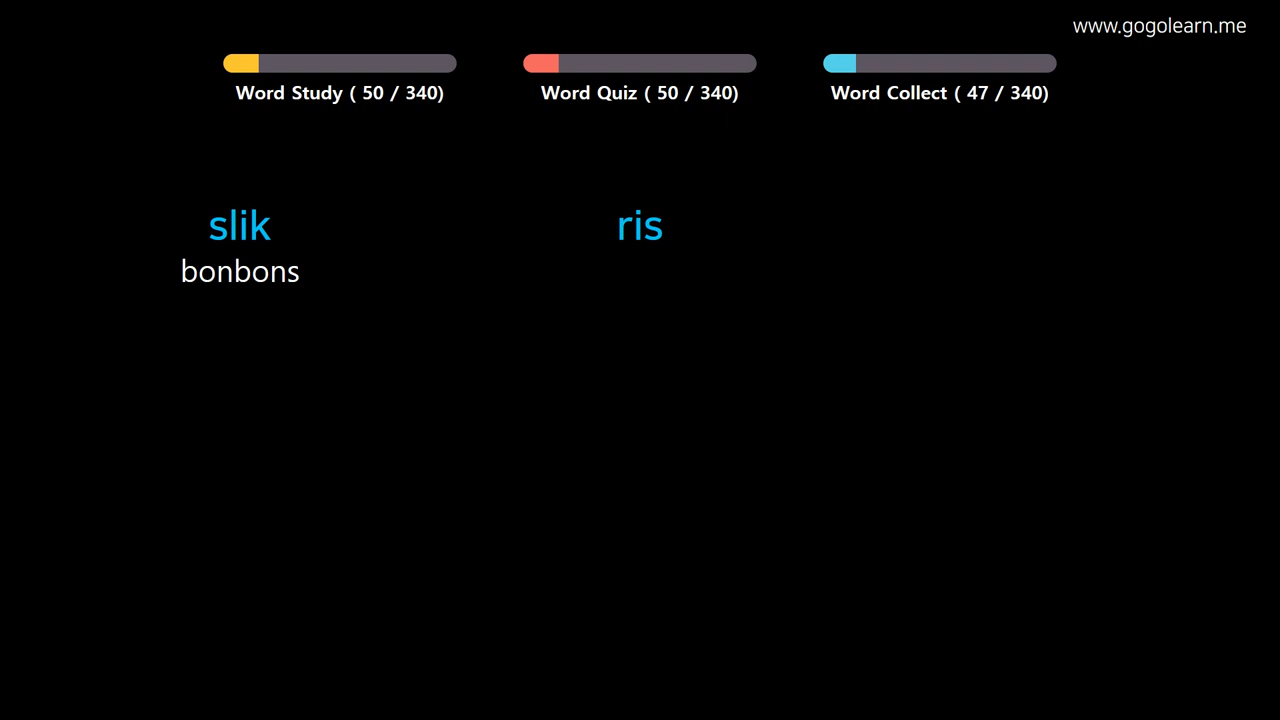 www.gogolearn.me
Word Study ( 50 / 340)
Word Quiz ( 50 / 340)
Word Collect ( 47 / 340)
slik
ris
bonbons